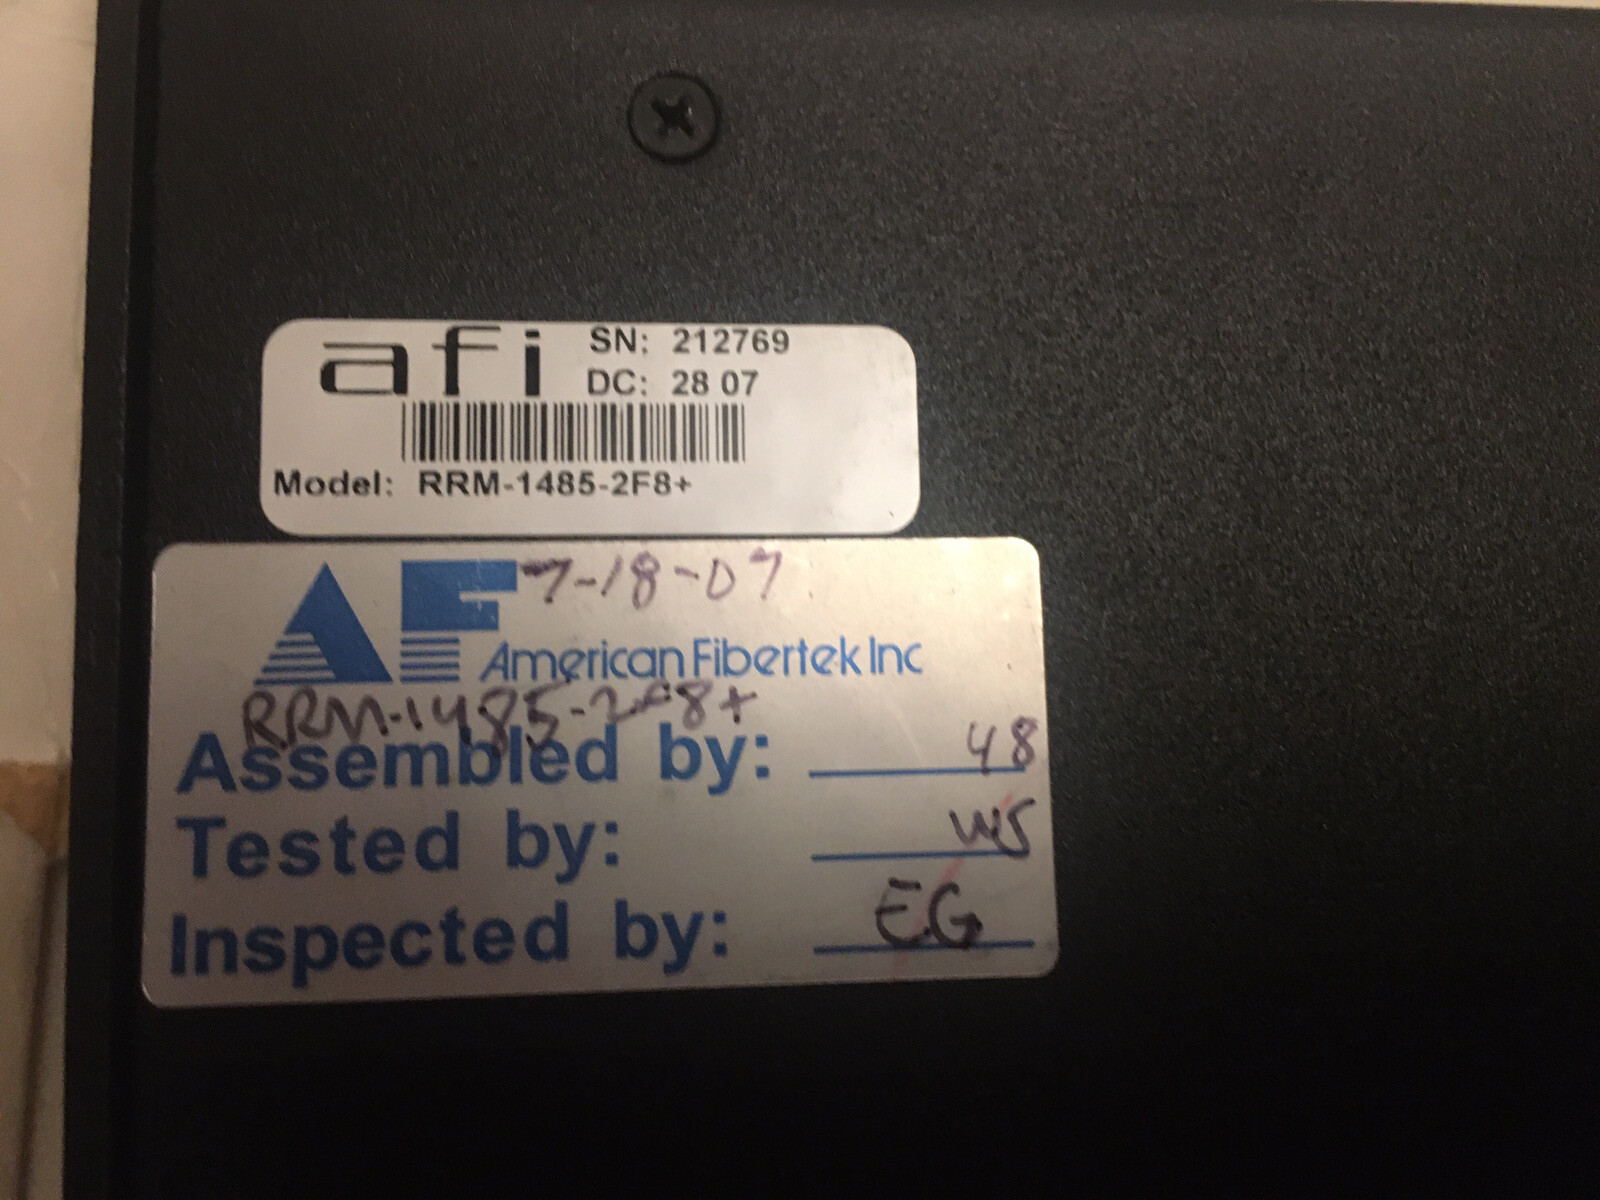 afi SN: 212769
DC: 28 07
Model: RRM-1485-2F8+
AF 7-18-07
American Fibertek Inc
RRM-1485-2F8+
Assembled by: 48
Tested by:
Inspected by: EG